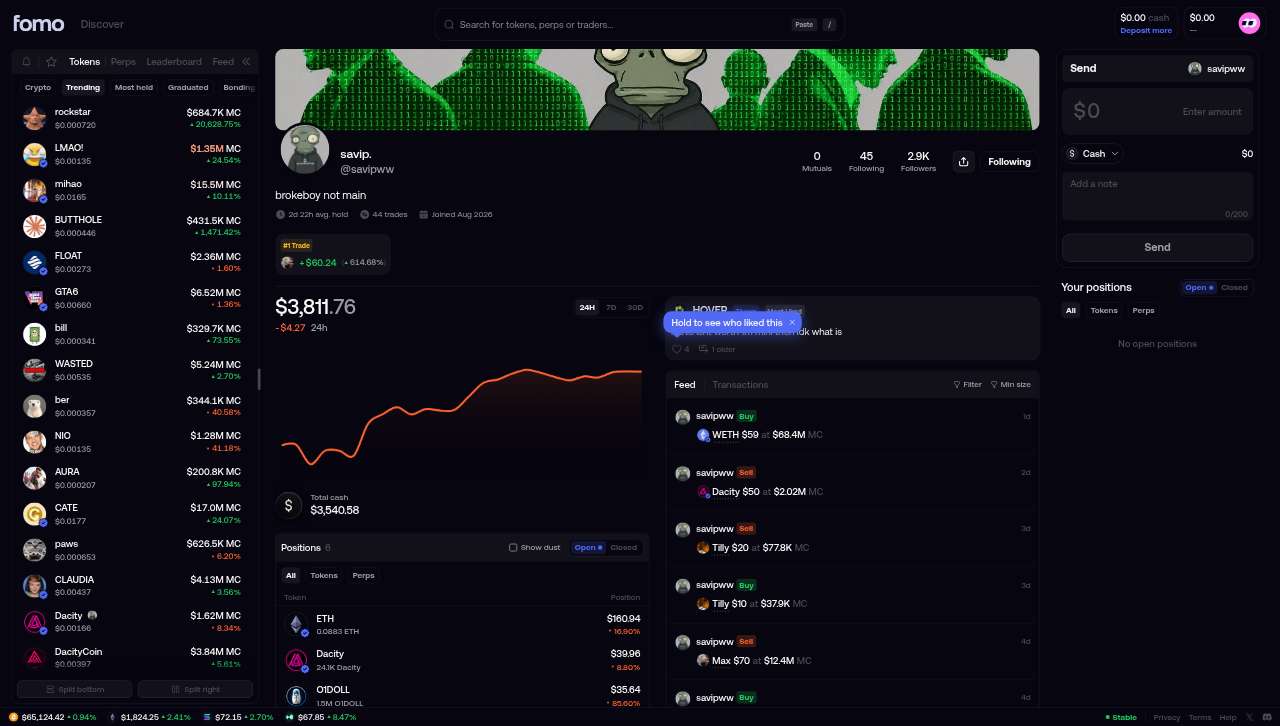 fomo
Discover
Search for tokens, perps or traders...
Paste
/
$0.00 cash
Deposit more
$0.00
—
Tokens
Perps
Leaderboard
Feed
Crypto
Trending
Most held
Graduated
Bonding
rockstar
$684.7K MC
$0.000720
20,628.75%
LMAO!
$1.35M MC
$0.00135
24.54%
mihao
$15.5M MC
$0.0165
10.11%
BUTTHOLE
$431.5K MC
$0.000446
1,471.42%
FLOAT
$2.36M MC
$0.00273
1.60%
GTA6
$6.52M MC
$0.00660
1.36%
bill
$329.7K MC
$0.000341
73.55%
WASTED
$5.24M MC
$0.00535
2.70%
ber
$344.1K MC
$0.000357
40.58%
NIO
$1.28M MC
$0.00135
41.18%
AURA
$200.8K MC
$0.000207
97.94%
CATE
$17.0M MC
$0.0177
24.07%
paws
$626.5K MC
$0.000653
6.20%
CLAUDIA
$4.13M MC
$0.00437
3.56%
Dacity
$1.62M MC
$0.00166
8.34%
DacityCoin
$3.84M MC
$0.00397
5.61%
Split bottom
Split right
savip.
@savipww
0
Mutuals
45
Following
2.9K
Followers
Following
brokeboy not main
2d 22h avg. hold
44 trades
Joined Aug 2026
#1 Trade
+$60.24
614.68%
$3,811.76
-$4.27 24h
24H
7D
30D
Total cash
$3,540.58
Positions 6
Show dust
Open
Closed
All
Tokens
Perps
Token
Position
ETH
$160.94
0.0883 ETH
16.90%
Dacity
$39.96
24.1K Dacity
8.80%
O1DOLL
$35.64
1.5M O1DOLL
85.60%
HOVER
Hold to see who liked this ×
idk what is
4
1 older
Feed
Transactions
Filter
Min size
savipww Buy
1d
WETH $59 at $68.4M MC
savipww Sell
2d
Dacity $50 at $2.02M MC
savipww Sell
3d
Tilly $20 at $77.8K MC
savipww Buy
3d
Tilly $10 at $37.9K MC
savipww Sell
4d
Max $70 at $12.4M MC
savipww Buy
4d
Send
savipww
$0
Enter amount
$ Cash
$0
Add a note
0/200
Send
Your positions
Open
Closed
All
Tokens
Perps
No open positions
$65,124.42 0.94%
$1,824.25 2.41%
$72.15 2.70%
$67.85 8.47%
Stable
Privacy
Terms
Help